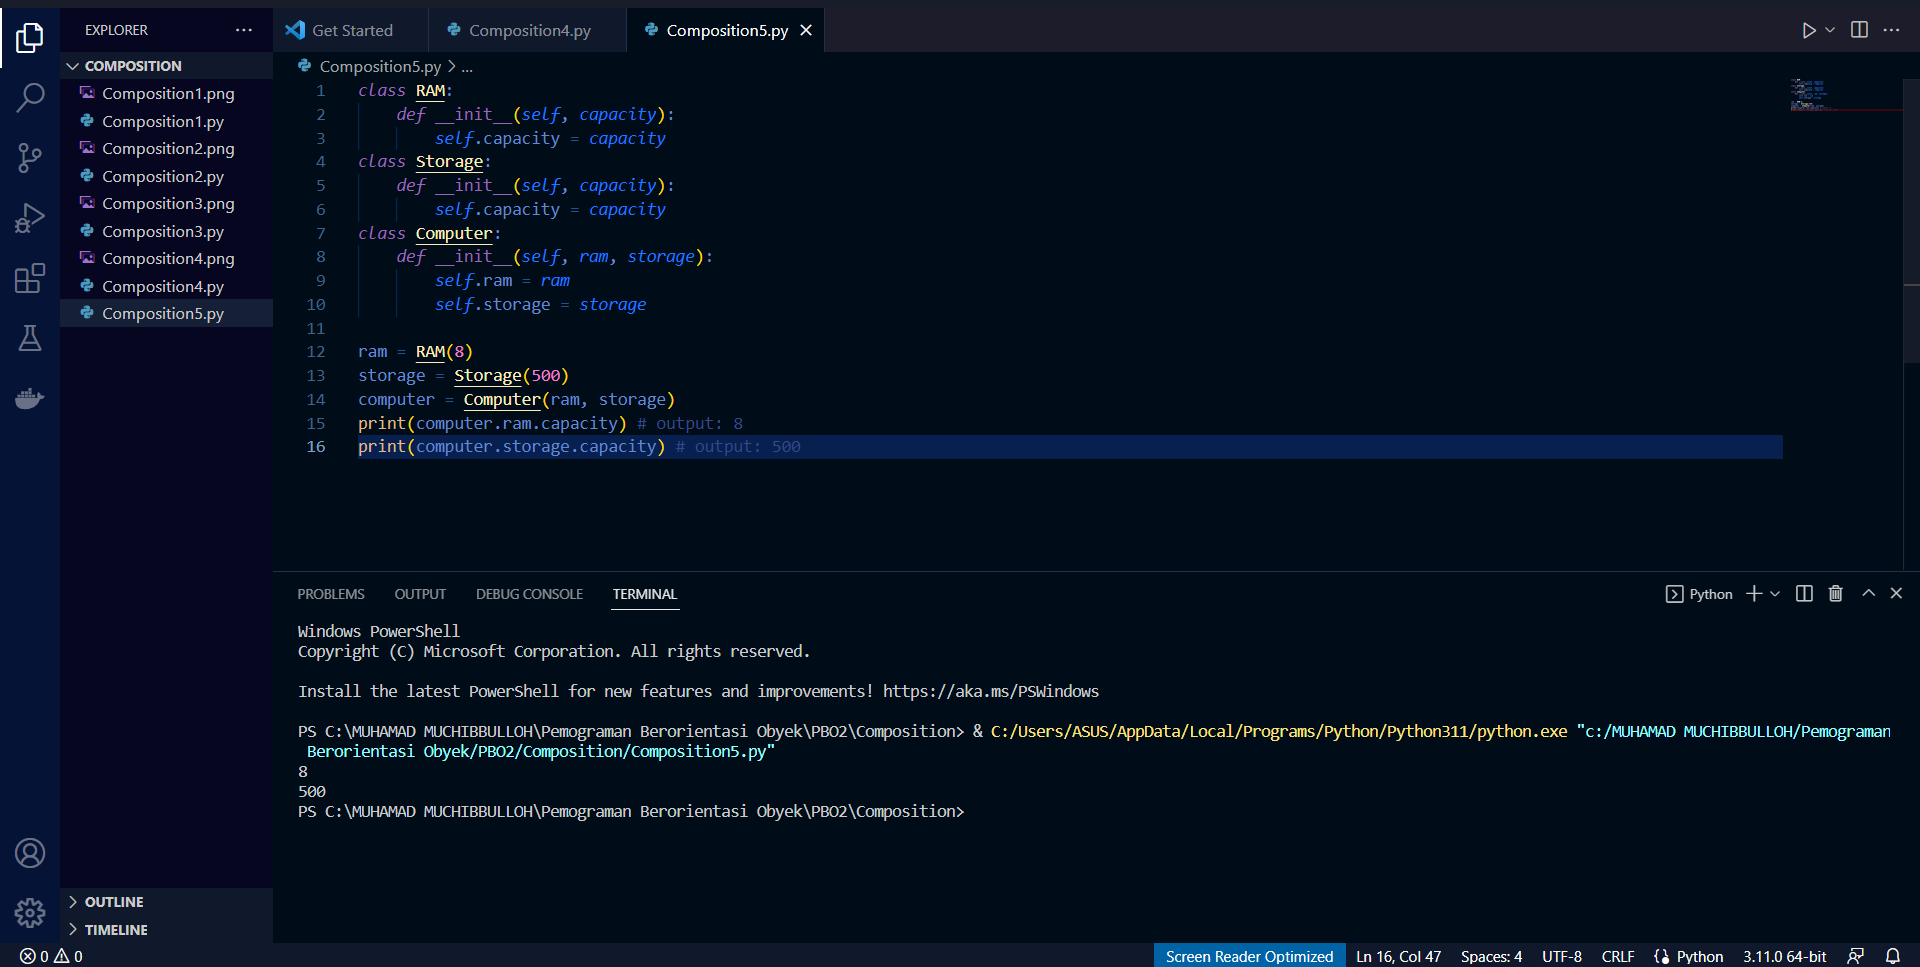 EXPLORER
COMPOSITION
Composition1.png
Composition1.py
Composition2.png
Composition2.py
Composition3.png
Composition3.py
Composition4.png
Composition4.py
Composition5.py
OUTLINE
TIMELINE
Get Started
Composition4.py
Composition5.py
Composition5.py > ...
1 class RAM:
2     def __init__(self, capacity):
3         self.capacity = capacity
4 class Storage:
5     def __init__(self, capacity):
6         self.capacity = capacity
7 class Computer:
8     def __init__(self, ram, storage):
9         self.ram = ram
10         self.storage = storage
11
12 ram = RAM(8)
13 storage = Storage(500)
14 computer = Computer(ram, storage)
15 print(computer.ram.capacity) # output: 8
16 print(computer.storage.capacity) # output: 500
PROBLEMS OUTPUT DEBUG CONSOLE TERMINAL Python
Windows PowerShell
Copyright (C) Microsoft Corporation. All rights reserved.
Install the latest PowerShell for new features and improvements! https://aka.ms/PSWindows
PS C:\MUHAMAD MUCHIBBULLOH\Pemograman Berorientasi Obyek\PBO2\Composition> & C:/Users/ASUS/AppData/Local/Programs/Python/Python311/python.exe "c:/MUHAMAD MUCHIBBULLOH/Pemograman
 Berorientasi Obyek/PBO2/Composition/Composition5.py"
8
500
PS C:\MUHAMAD MUCHIBBULLOH\Pemograman Berorientasi Obyek\PBO2\Composition>
0 0 Screen Reader Optimized Ln 16, Col 47 Spaces: 4 UTF-8 CRLF Python 3.11.0 64-bit